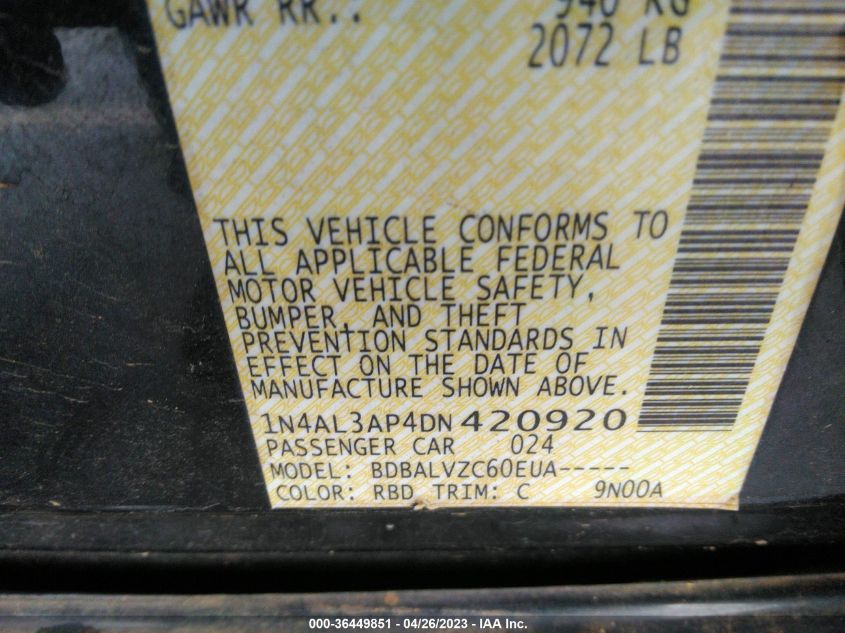 GAWR RR.: 940 KG
2072 LB
THIS VEHICLE CONFORMS TO
ALL APPLICABLE FEDERAL
MOTOR VEHICLE SAFETY,
BUMPER, AND THEFT
PREVENTION STANDARDS IN
EFFECT ON THE DATE OF
MANUFACTURE SHOWN ABOVE.
1N4AL3AP4DN420920
PASSENGER CAR 024
MODEL: BDBALVZC60EUA-----
COLOR: RBD TRIM: C 9N00A
000-36449851 - 04/26/2023 - IAA Inc.